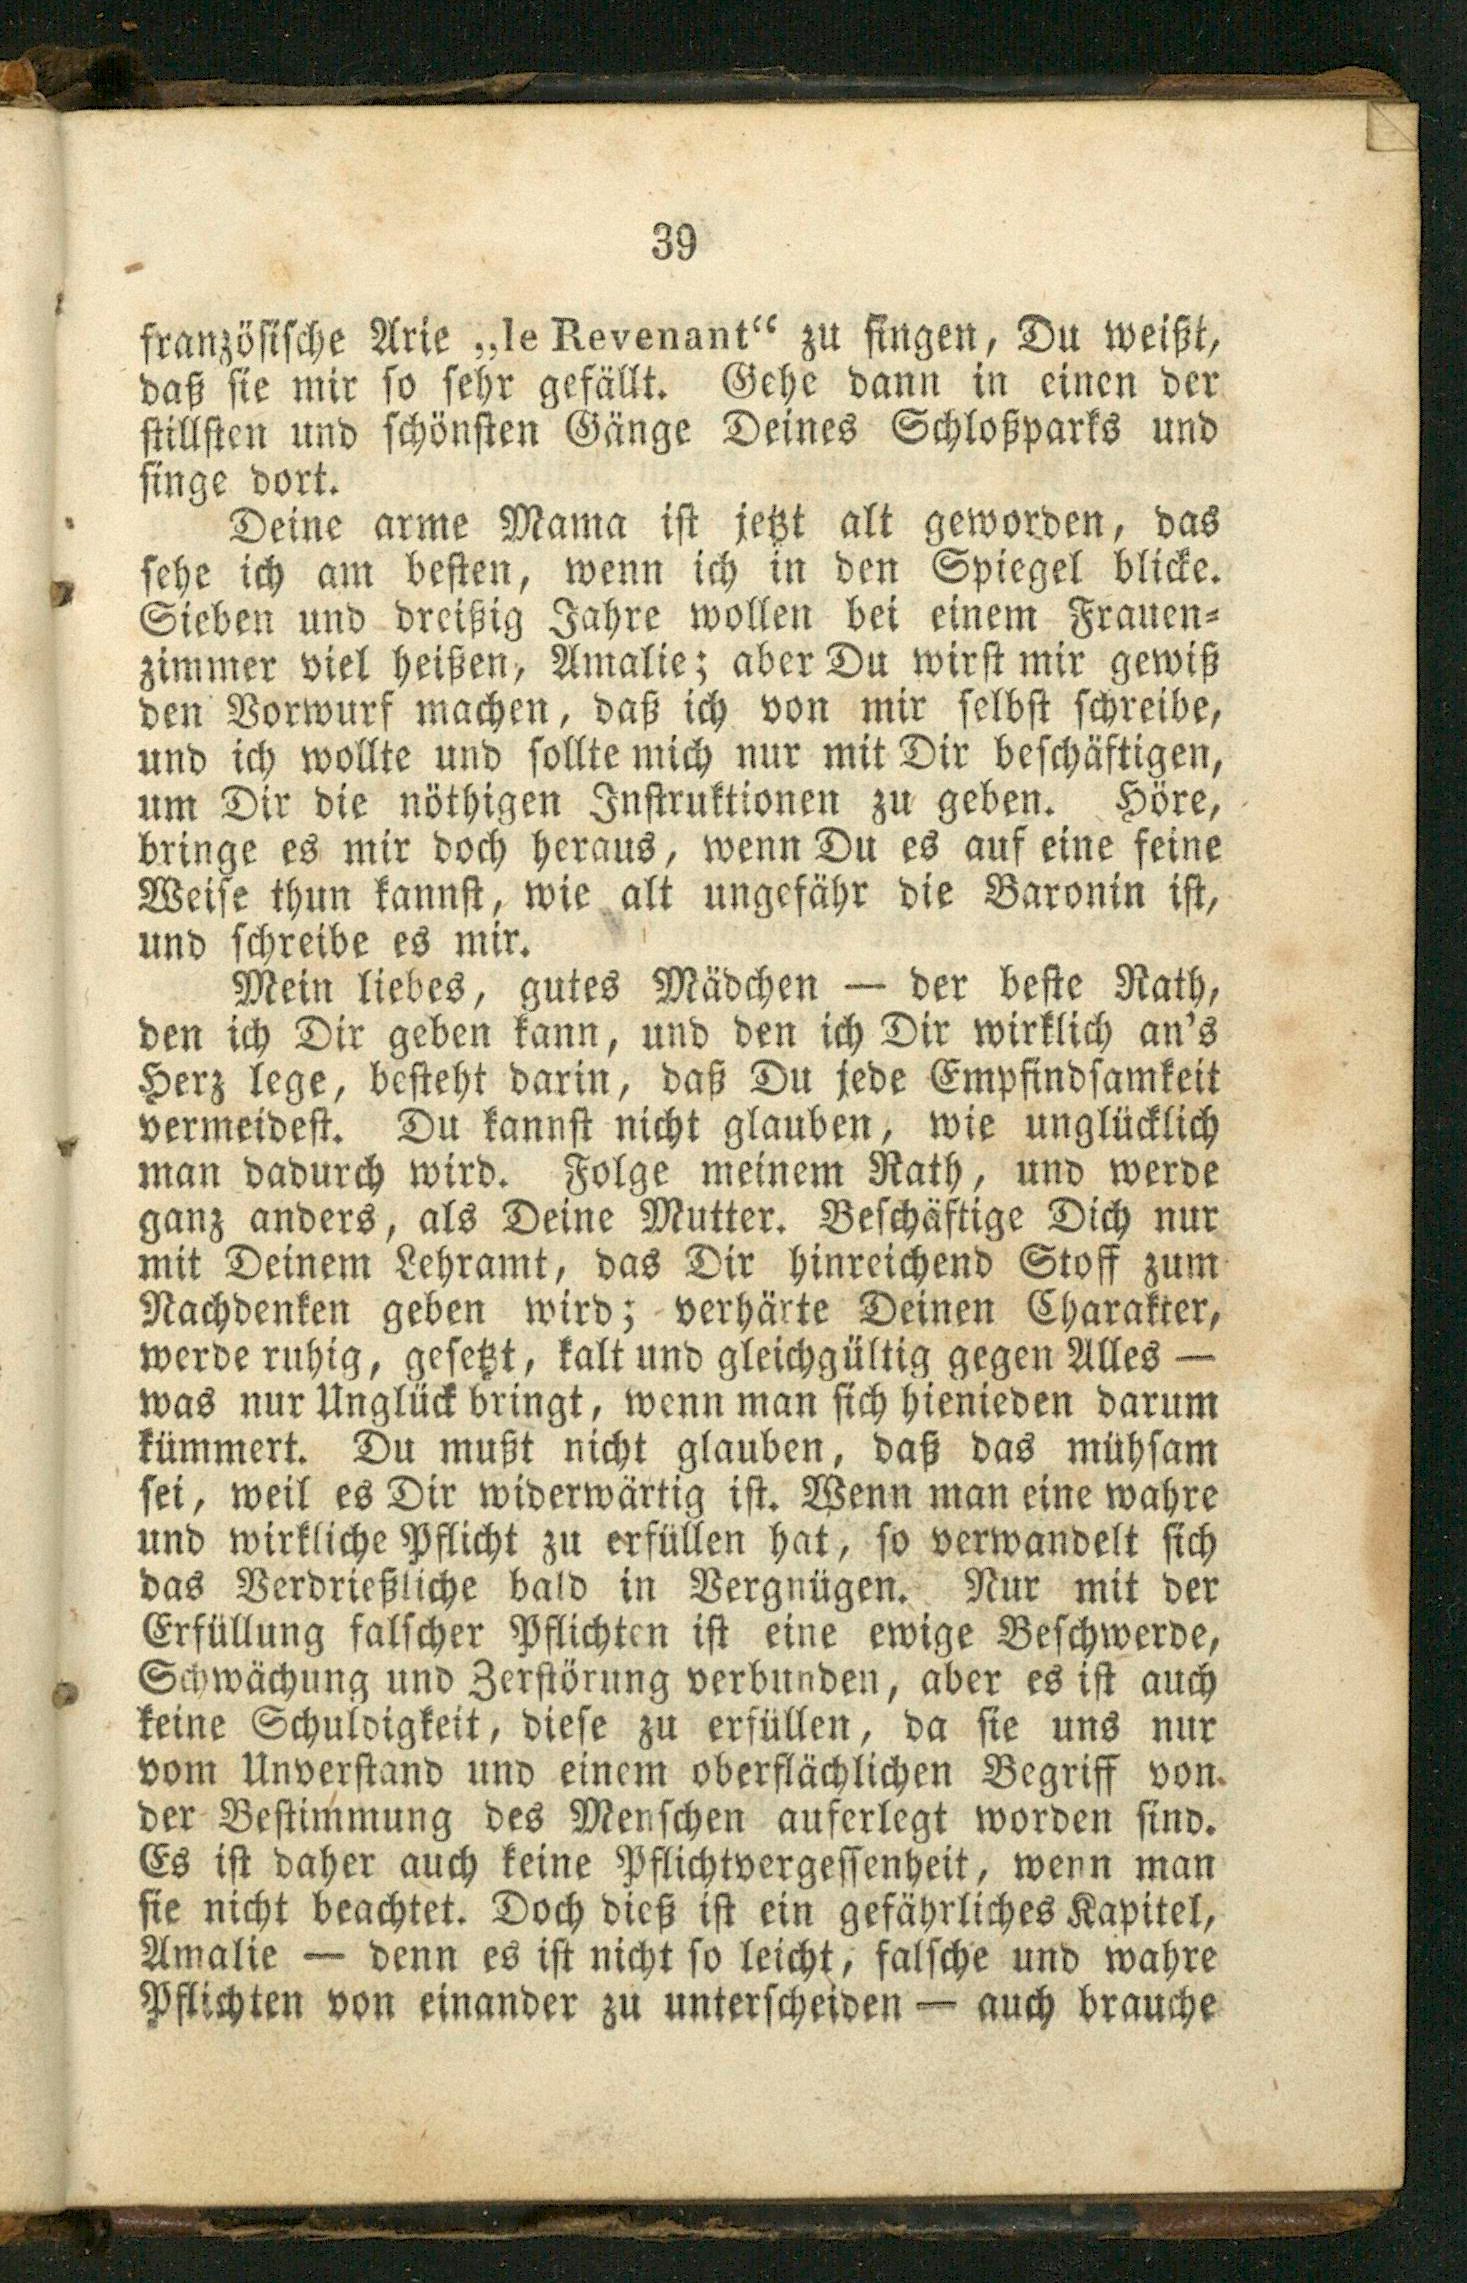 39
französische Arie „le Revenant“ zu singen, Du weißt,
daß sie mir so sehr gefällt. Gehe dann in einen der
stillsten und schönsten Gänge Deines Schloßparks und
singe dort.
Deine arme Mama ist jetzt alt geworden, das
sehe ich am besten, wenn ich in den Spiegel blicke.
Sieben und dreißig Jahre wollen bei einem Frauen-
zimmer viel heißen, Amalie; aber Du wirst mir gewiß
den Vorwurf machen, daß ich von mir selbst schreibe,
und ich wollte und sollte mich nur mit Dir beschäftigen,
um Dir die nöthigen Instruktionen zu geben. Höre,
bringe es mir doch heraus, wenn Du es auf eine feine
Weise thun kannst, wie alt ungefähr die Baronin ist,
und schreibe es mir.
Mein liebes, gutes Mädchen — der beste Rath,
den ich Dir geben kann, und den ich Dir wirklich an's
Herz lege, besteht darin, daß Du jede Empfindsamkeit
vermeidest. Du kannst nicht glauben, wie unglücklich
man dadurch wird. Folge meinem Rath, und werde
ganz anders, als Deine Mutter. Beschäftige Dich nur
mit Deinem Lehramt, das Dir hinreichend Stoff zum
Nachdenken geben wird; verhärte Deinen Charakter,
werde ruhig, gesetzt, kalt und gleichgültig gegen Alles —
was nur Unglück bringt, wenn man sich hienieden darum
kümmert. Du mußt nicht glauben, daß das mühsam
sei, weil es Dir widerwärtig ist. Wenn man eine wahre
und wirkliche Pflicht zu erfüllen hat, so verwandelt sich
das Verdrießliche bald in Vergnügen. Nur mit der
Erfüllung falscher Pflichten ist eine ewige Beschwerde,
Schwächung und Zerstörung verbunden, aber es ist auch
keine Schuldigkeit, diese zu erfüllen, da sie uns nur
vom Unverstand und einem oberflächlichen Begriff von
der Bestimmung des Menschen auferlegt worden sind.
Es ist daher auch keine Pflichtvergessenheit, wenn man
sie nicht beachtet. Doch dieß ist ein gefährliches Kapitel,
Amalie — denn es ist nicht so leicht, falsche und wahre
Pflichten von einander zu unterscheiden — auch brauche